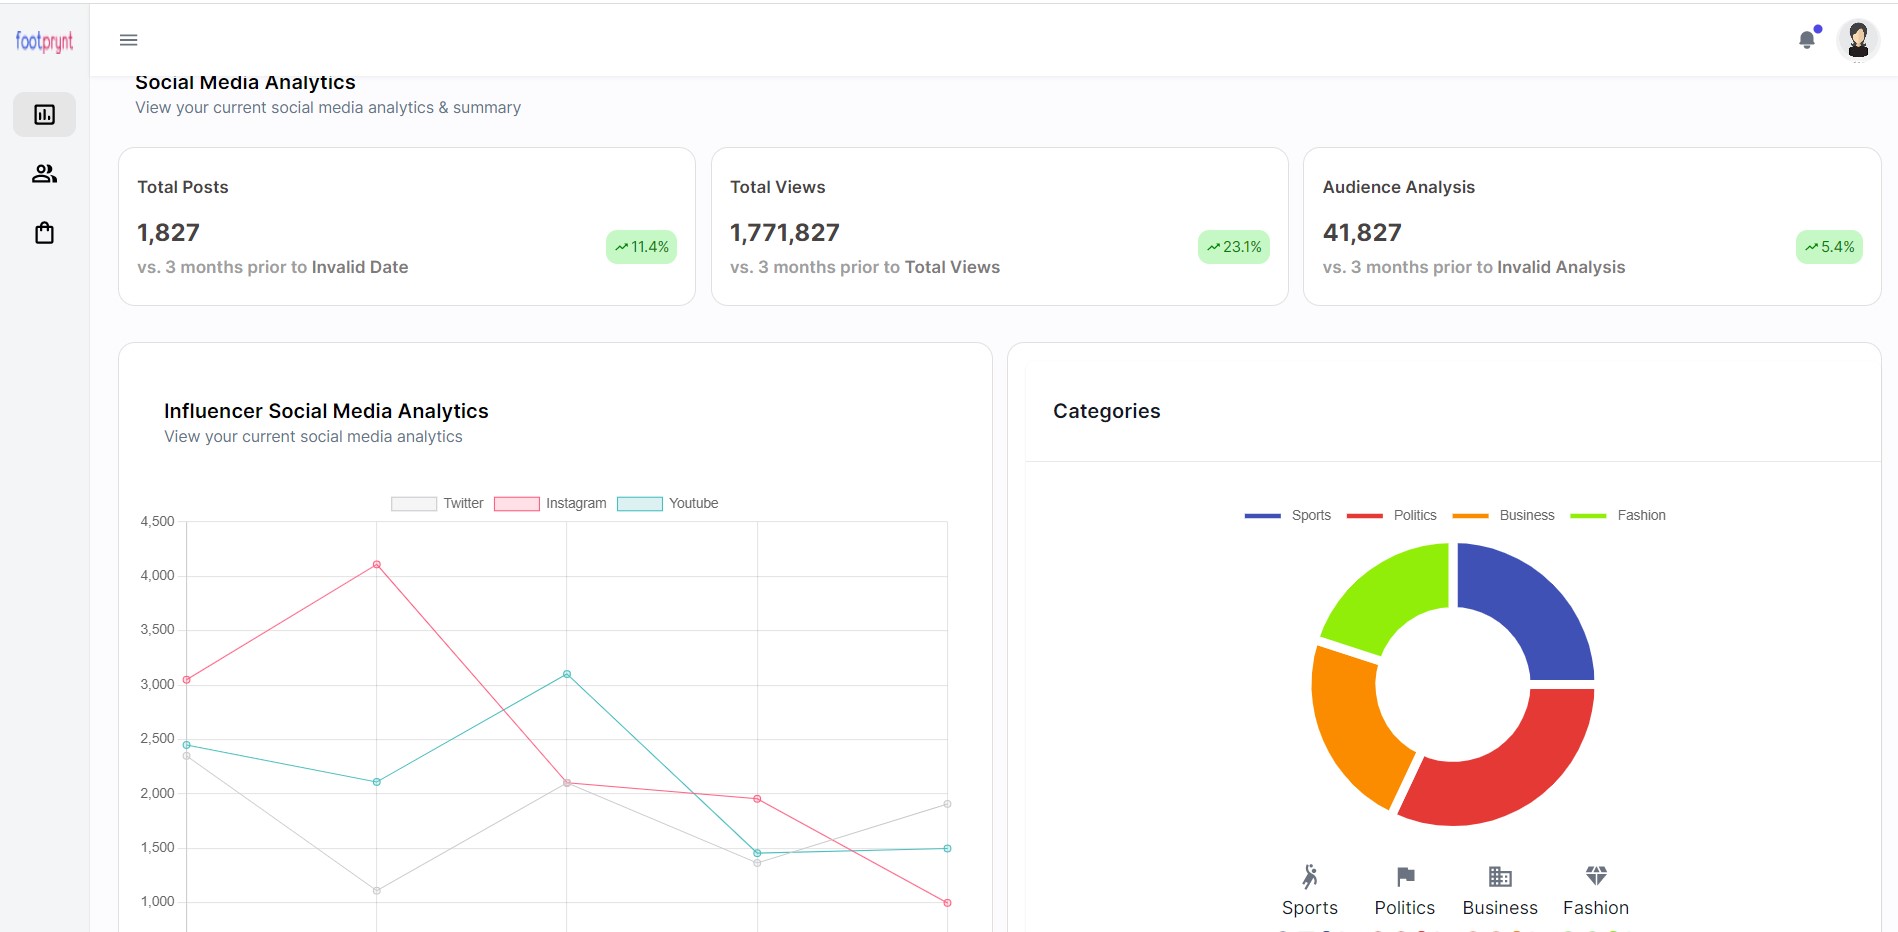 footprynt
Social Media Analytics
View your current social media analytics & summary
Total Posts
1,827
11.4%
vs. 3 months prior to Invalid Date
Total Views
1,771,827
23.1%
vs. 3 months prior to Total Views
Audience Analysis
41,827
5.4%
vs. 3 months prior to Invalid Analysis
Influencer Social Media Analytics
View your current social media analytics
Twitter Instagram Youtube
4,500
4,000
3,500
3,000
2,500
2,000
1,500
1,000
Categories
Sports Politics Business Fashion
Sports Politics Business Fashion